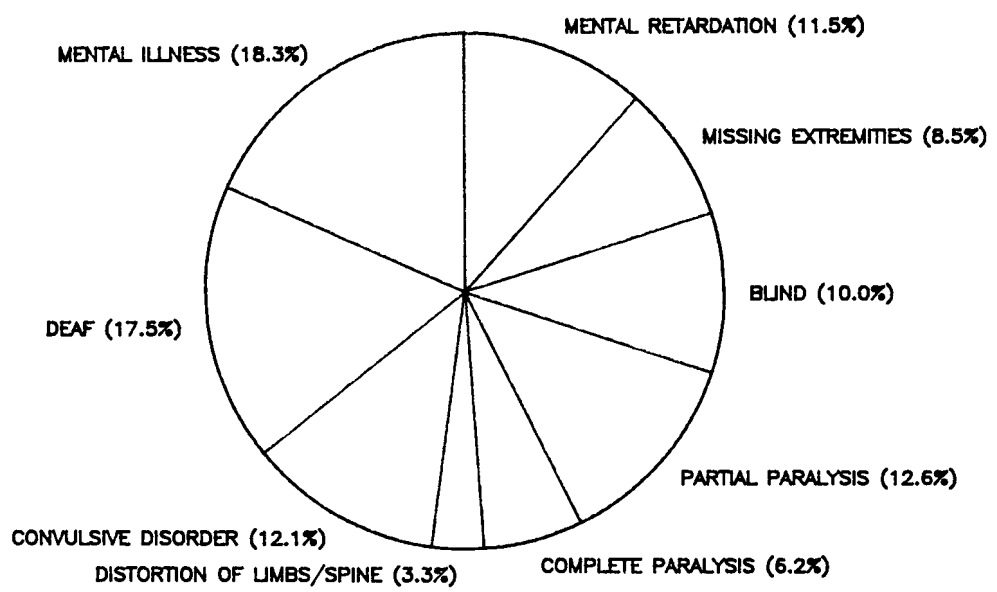 MENTAL RETARDATION (11.5%)
MENTAL ILLNESS (18.3%)
MISSING EXTREMITIES (8.5%)
BLIND (10.0%)
DEAF (17.5%)
PARTIAL PARALYSIS (12.6%)
CONVULSIVE DISORDER (12.1%)
COMPLETE PARALYSIS (6.2%)
DISTORTION OF LIMBS/SPINE (3.3%)